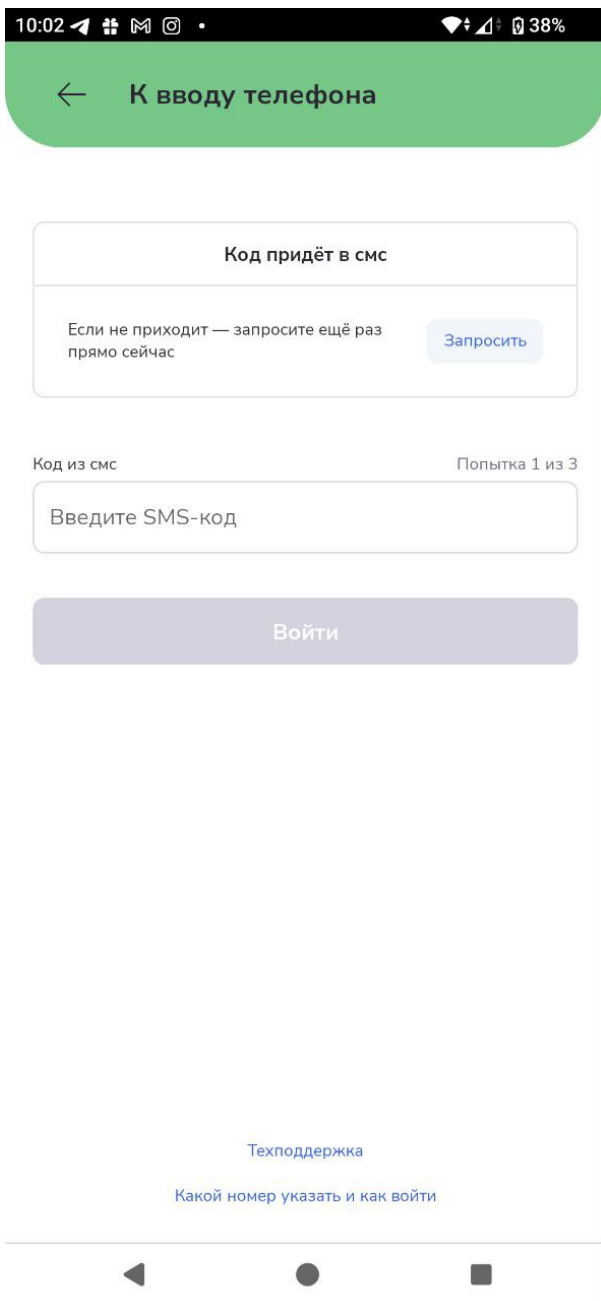 10:02 38%
К вводу телефона
Код придёт в смс
Если не приходит — запросите ещё раз
прямо сейчас
Запросить
Код из смс Попытка 1 из 3
Введите SMS-код
Войти
Техподдержка
Какой номер указать и как войти